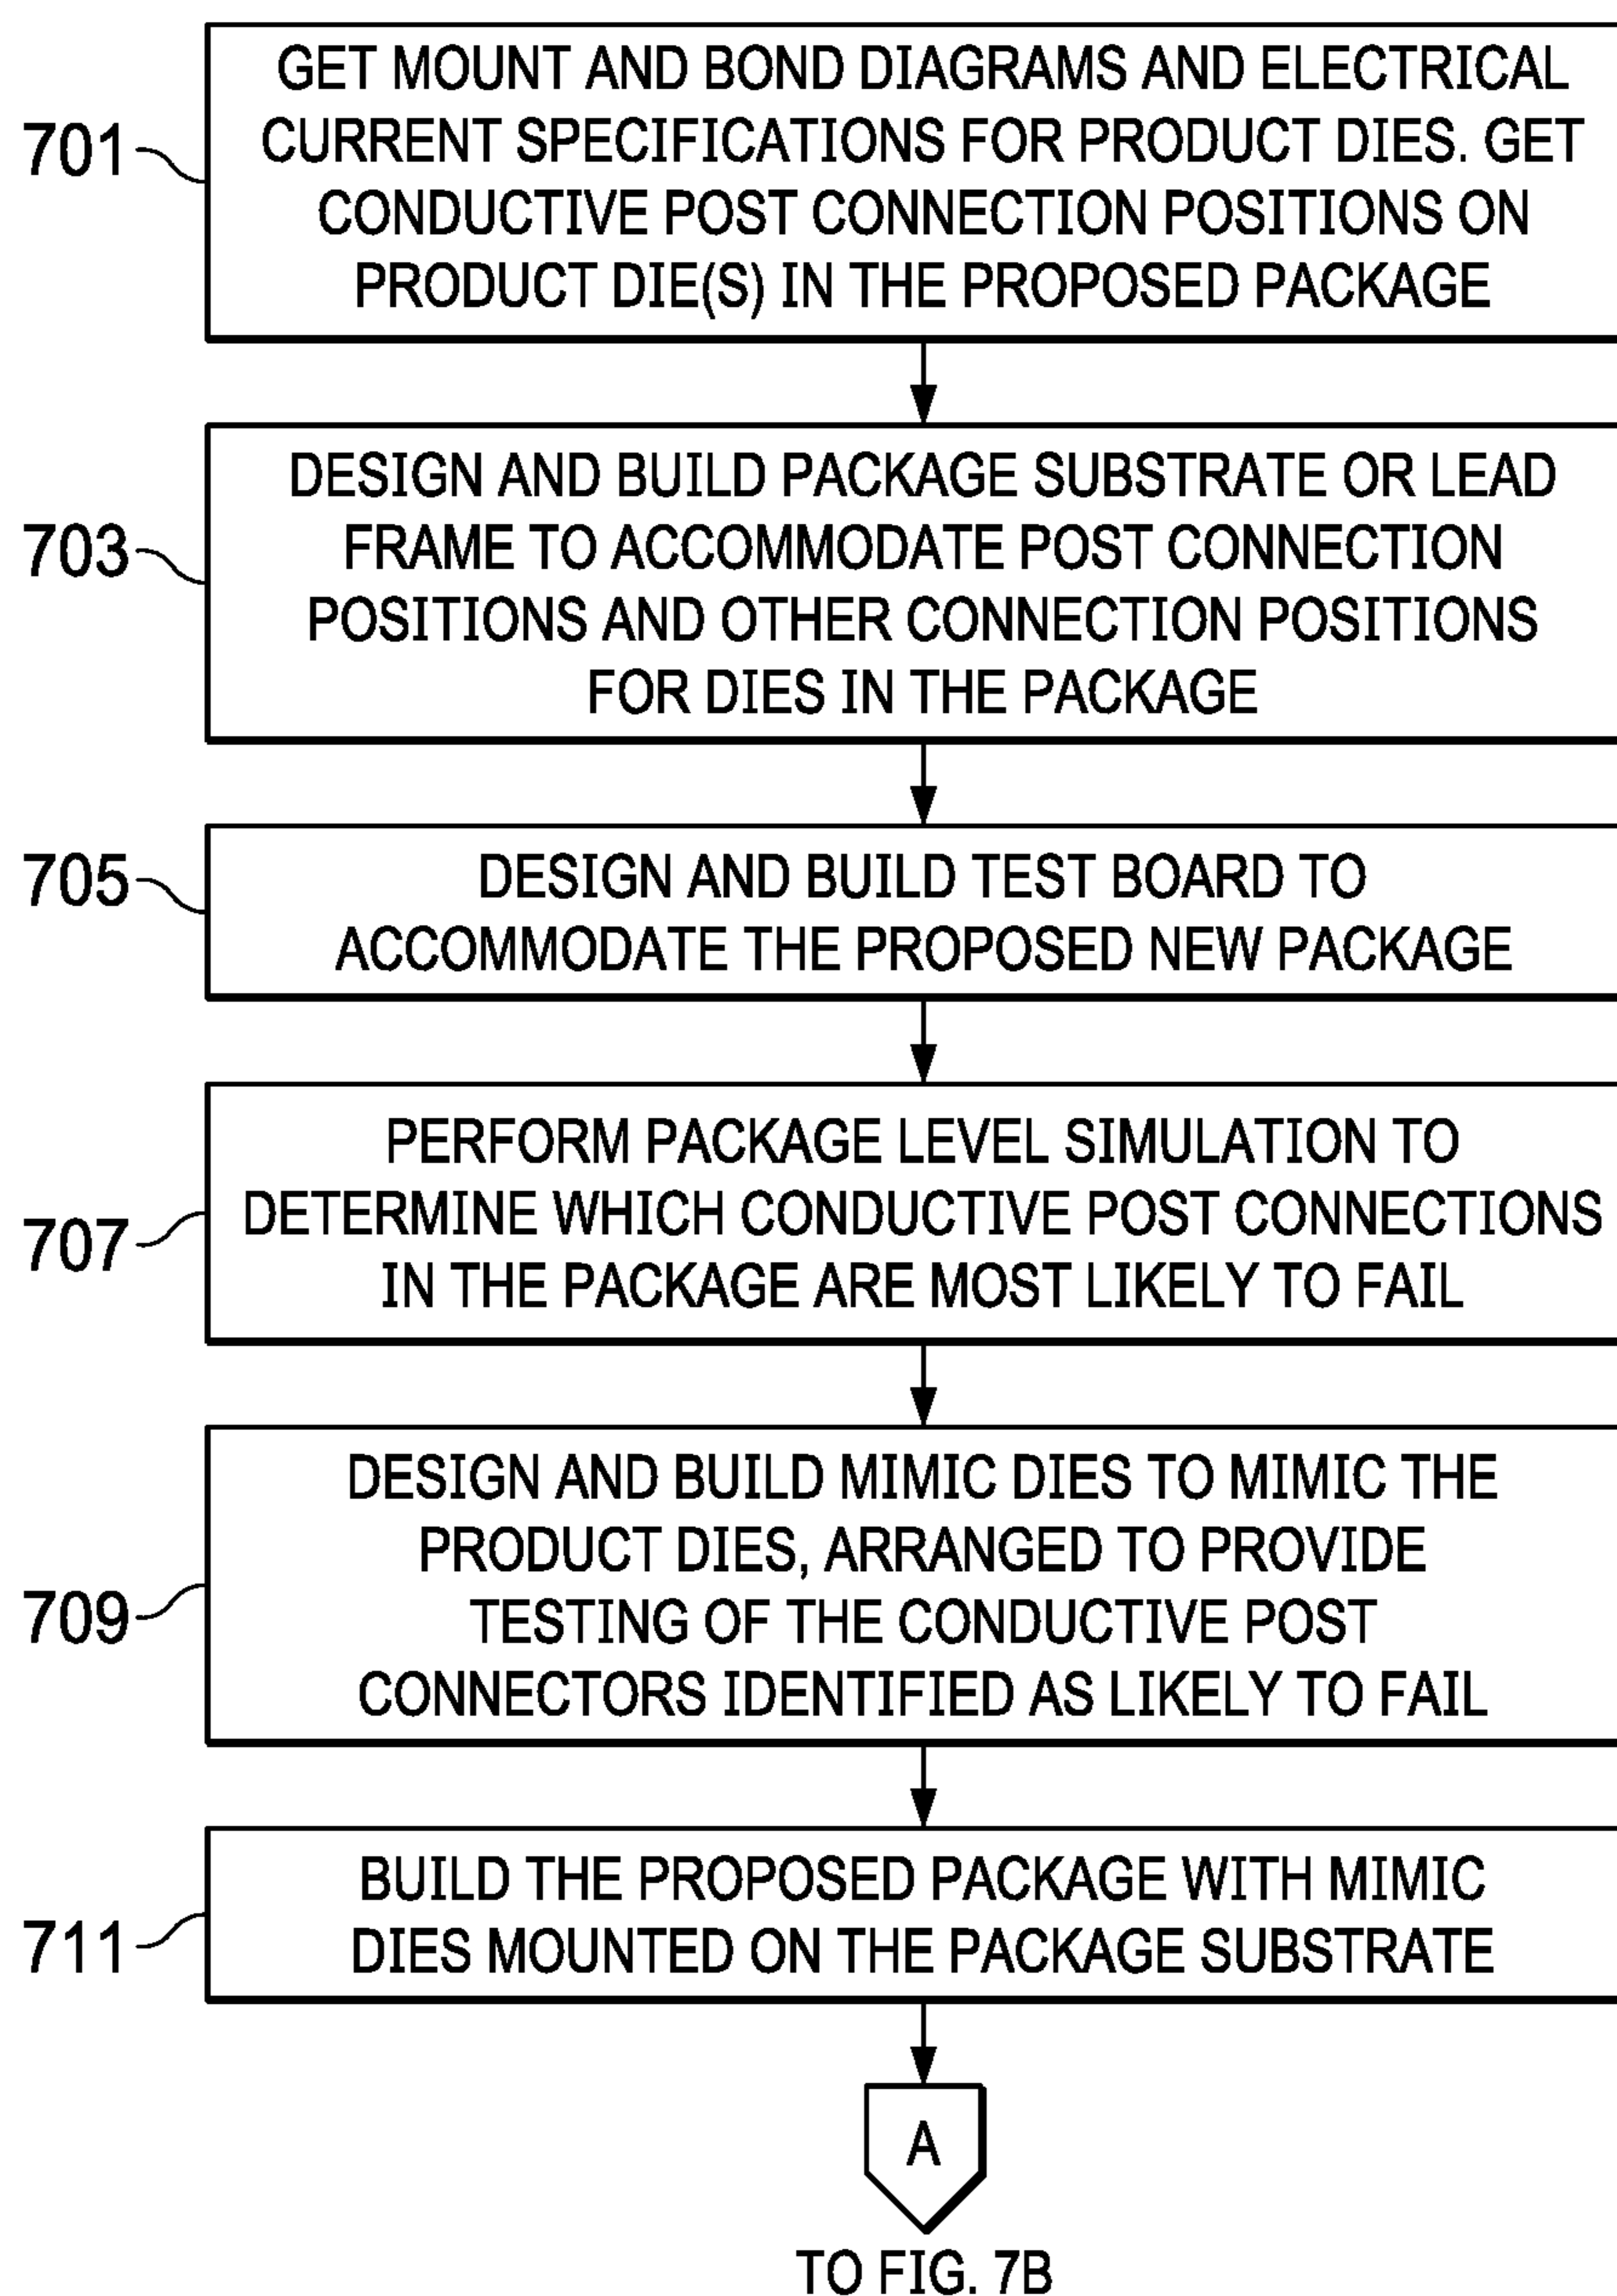 701
GET MOUNT AND BOND DIAGRAMS AND ELECTRICAL
CURRENT SPECIFICATIONS FOR PRODUCT DIES. GET
CONDUCTIVE POST CONNECTION POSITIONS ON
PRODUCT DIE(S) IN THE PROPOSED PACKAGE
703
DESIGN AND BUILD PACKAGE SUBSTRATE OR LEAD
FRAME TO ACCOMMODATE POST CONNECTION
POSITIONS AND OTHER CONNECTION POSITIONS
FOR DIES IN THE PACKAGE
705
DESIGN AND BUILD TEST BOARD TO
ACCOMMODATE THE PROPOSED NEW PACKAGE
707
PERFORM PACKAGE LEVEL SIMULATION TO
DETERMINE WHICH CONDUCTIVE POST CONNECTIONS
IN THE PACKAGE ARE MOST LIKELY TO FAIL
709
DESIGN AND BUILD MIMIC DIES TO MIMIC THE
PRODUCT DIES, ARRANGED TO PROVIDE
TESTING OF THE CONDUCTIVE POST
CONNECTORS IDENTIFIED AS LIKELY TO FAIL
711
BUILD THE PROPOSED PACKAGE WITH MIMIC
DIES MOUNTED ON THE PACKAGE SUBSTRATE
A
TO FIG. 7B